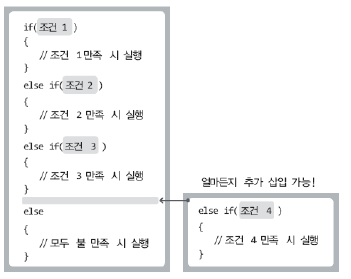 if(조건 1)
{
// 조건 1만족 시 실행
}
else if(조건 2)
{
// 조건 2 만족 시 실행
}
else if(조건 3 )
{
// 조건 3 만족 시 실행
}
else
{
// 모두 불 만족 시 실행
}
얼마든지 추가 삽입 가능!
else if(조건 4 )
{
// 조건 4 만족 시 실행
}